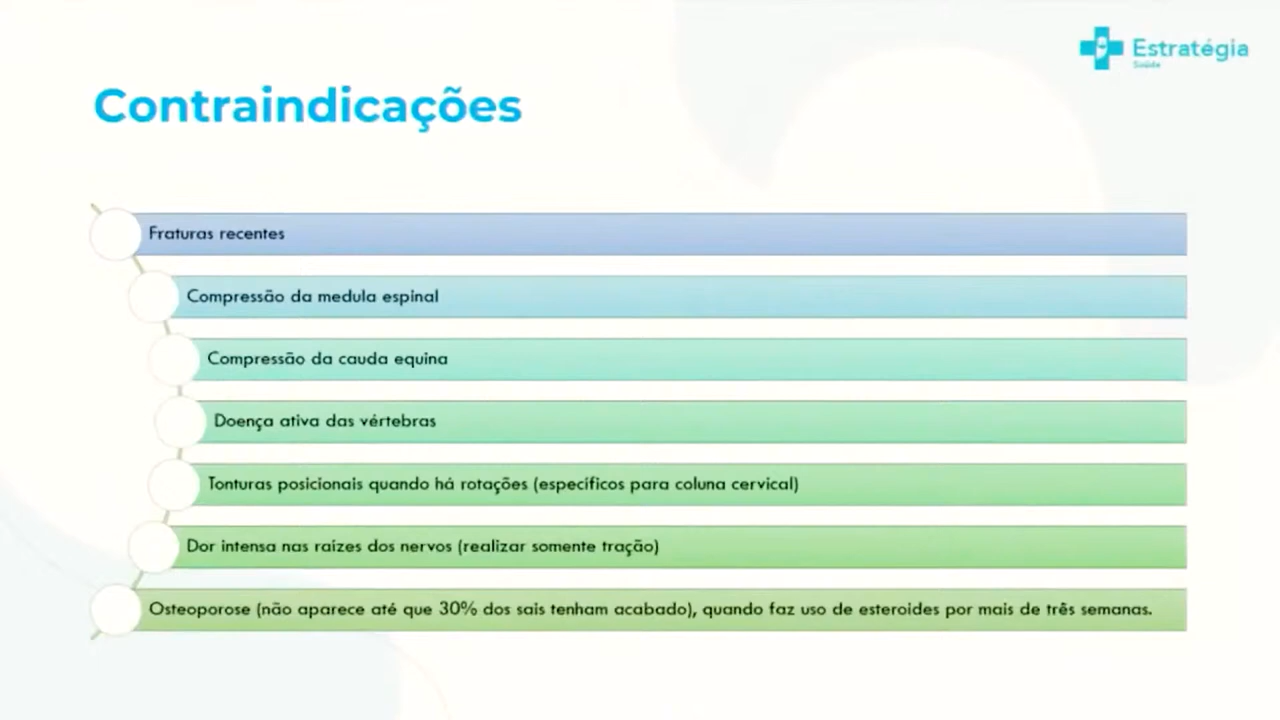 Estratégia
Saúde
Contraindicações
Fraturas recentes
Compressão da medula espinal
Compressão da cauda equina
Doença ativa das vértebras
Tonturas posicionais quando há rotações (específicos para coluna cervical)
Dor intensa nas raízes dos nervos (realizar somente tração)
Osteoporose (não aparece até que 30% dos sais tenham acabado), quando faz uso de esteroides por mais de três semanas.